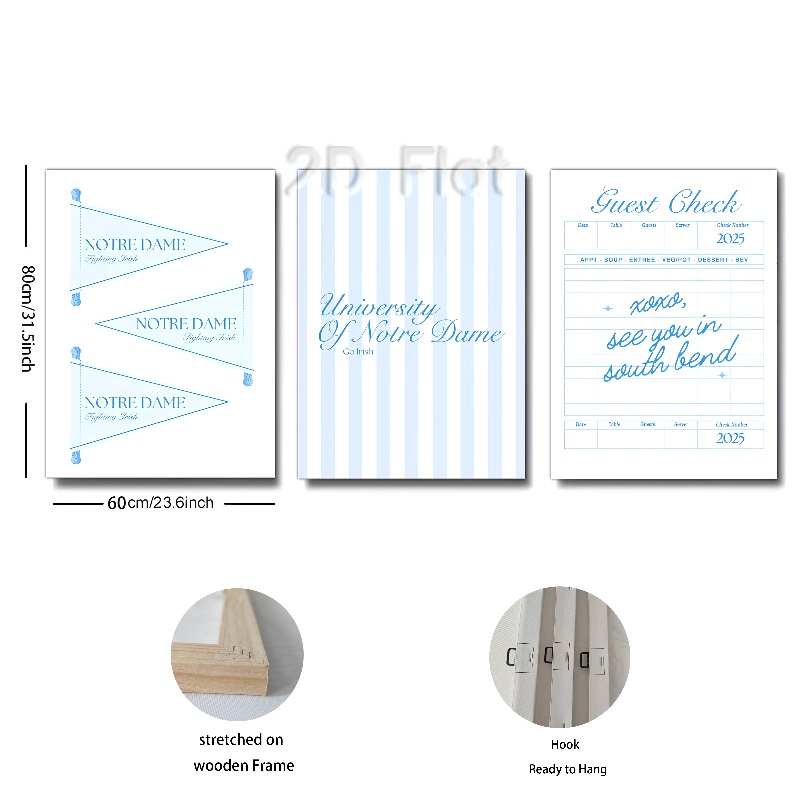 2D Flat
80cm/31.5inch
NOTRE DAME
Fighting Irish
NOTRE DAME
Fighting Irish
NOTRE DAME
Fighting Irish
60cm/23.6inch
University
Of Notre Dame
Go Irish
Guest Check
Date Table Guests Server Check Number
2025
APPT - SOUP - ENTREE - VEG/POT - DESSERT - BEV
xoxo,
see you in
south bend
Date Table Guests Server Check Number
2025
stretched on
wooden Frame
Hook
Ready to Hang